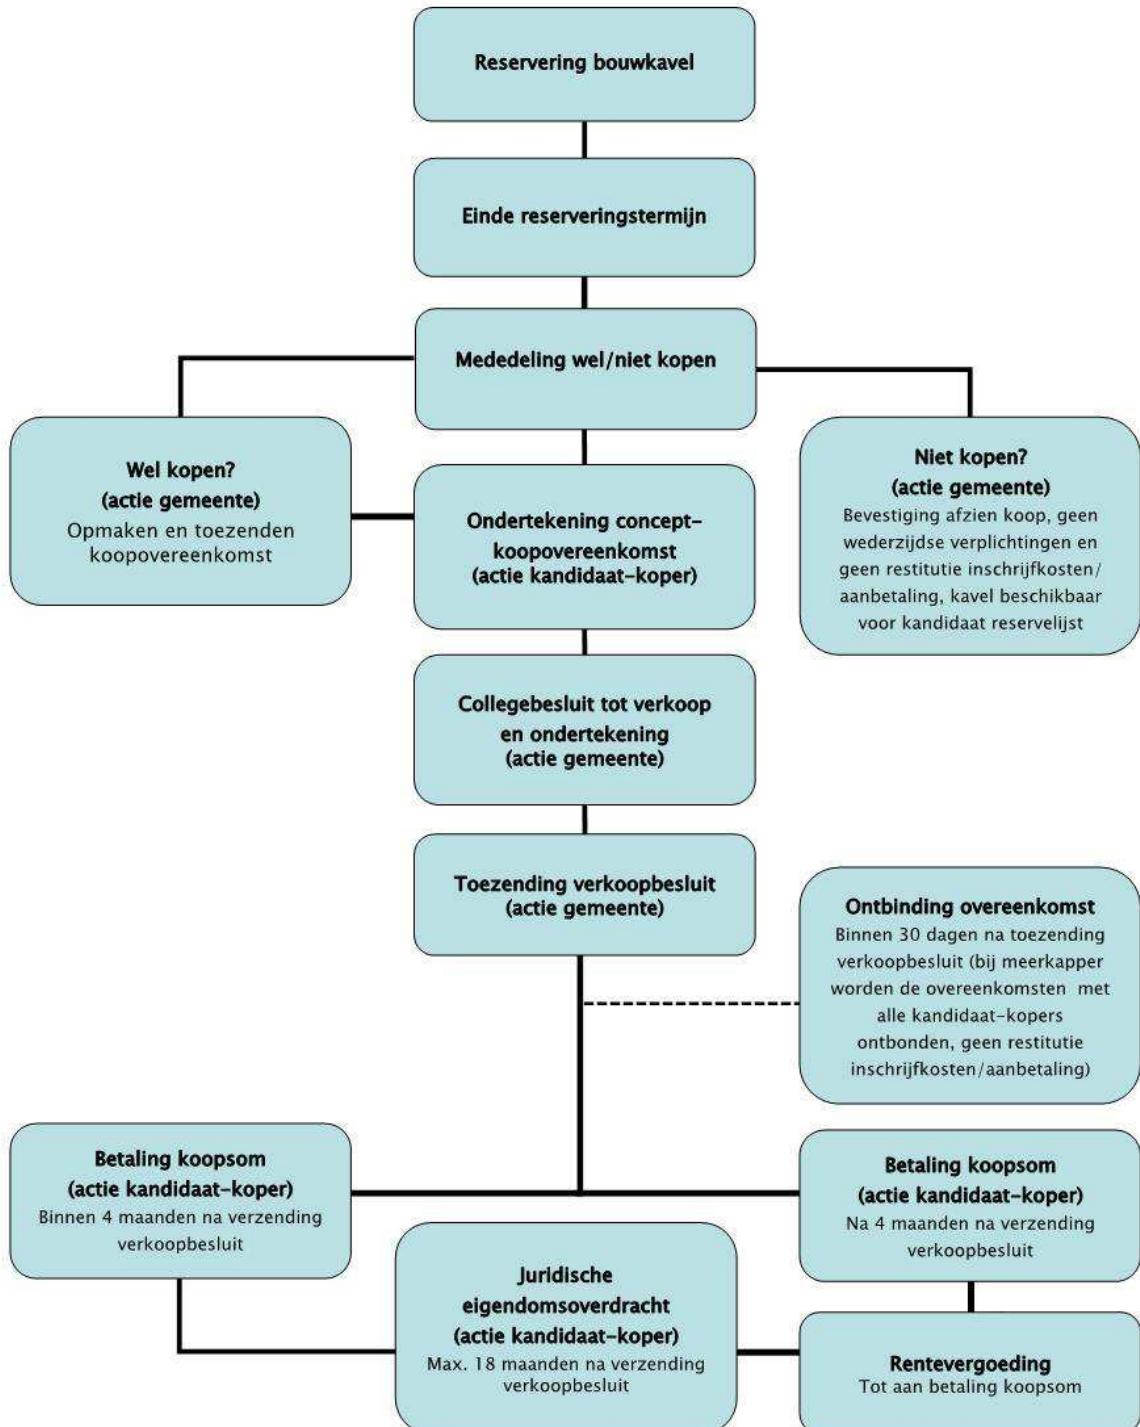 Reservering bouwkavel
Einde reserveringstermijn
Mededeling wel/niet kopen
Wel kopen?
(actie gemeente)
Opmaken en toezenden
koopovereenkomst
Ondertekening concept-
koopovereenkomst
(actie kandidaat-koper)
Niet kopen?
(actie gemeente)
Bevestiging afzien koop, geen
wederzijdse verplichtingen en
geen restitutie inschrijfkosten/
aanbetaling, kavel beschikbaar
voor kandidaat reservelijst
Collegebesluit tot verkoop
en ondertekening
(actie gemeente)
Toezending verkoopbesluit
(actie gemeente)
Ontbinding overeenkomst
Binnen 30 dagen na toezending
verkoopbesluit (bij meerkapper
worden de overeenkomsten met
alle kandidaat-kopers
ontbonden, geen restitutie
inschrijfkosten/aanbetaling)
Betaling koopsom
(actie kandidaat-koper)
Binnen 4 maanden na verzending
verkoopbesluit
Betaling koopsom
(actie kandidaat-koper)
Na 4 maanden na verzending
verkoopbesluit
Juridische
eigendomsoverdracht
(actie kandidaat-koper)
Max. 18 maanden na verzending
verkoopbesluit
Rentevergoeding
Tot aan betaling koopsom